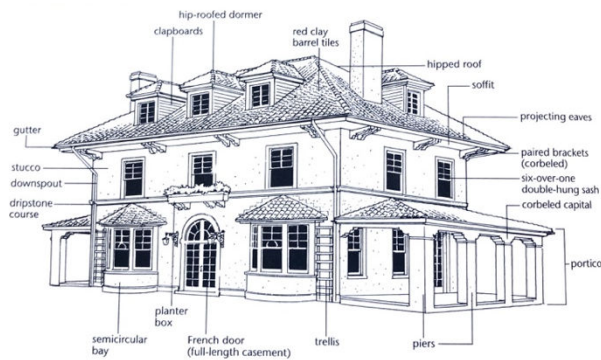 hip-roofed dormer
clapboards
red clay
barrel tiles
hipped roof
soffit
projecting eaves
gutter
paired brackets
(corbeled)
stucco
six-over-one
double-hung sash
downspout
dripstone
course
corbeled capital
portico
planter
box
semicircular
bay
French door
(full-length casement)
trellis
piers